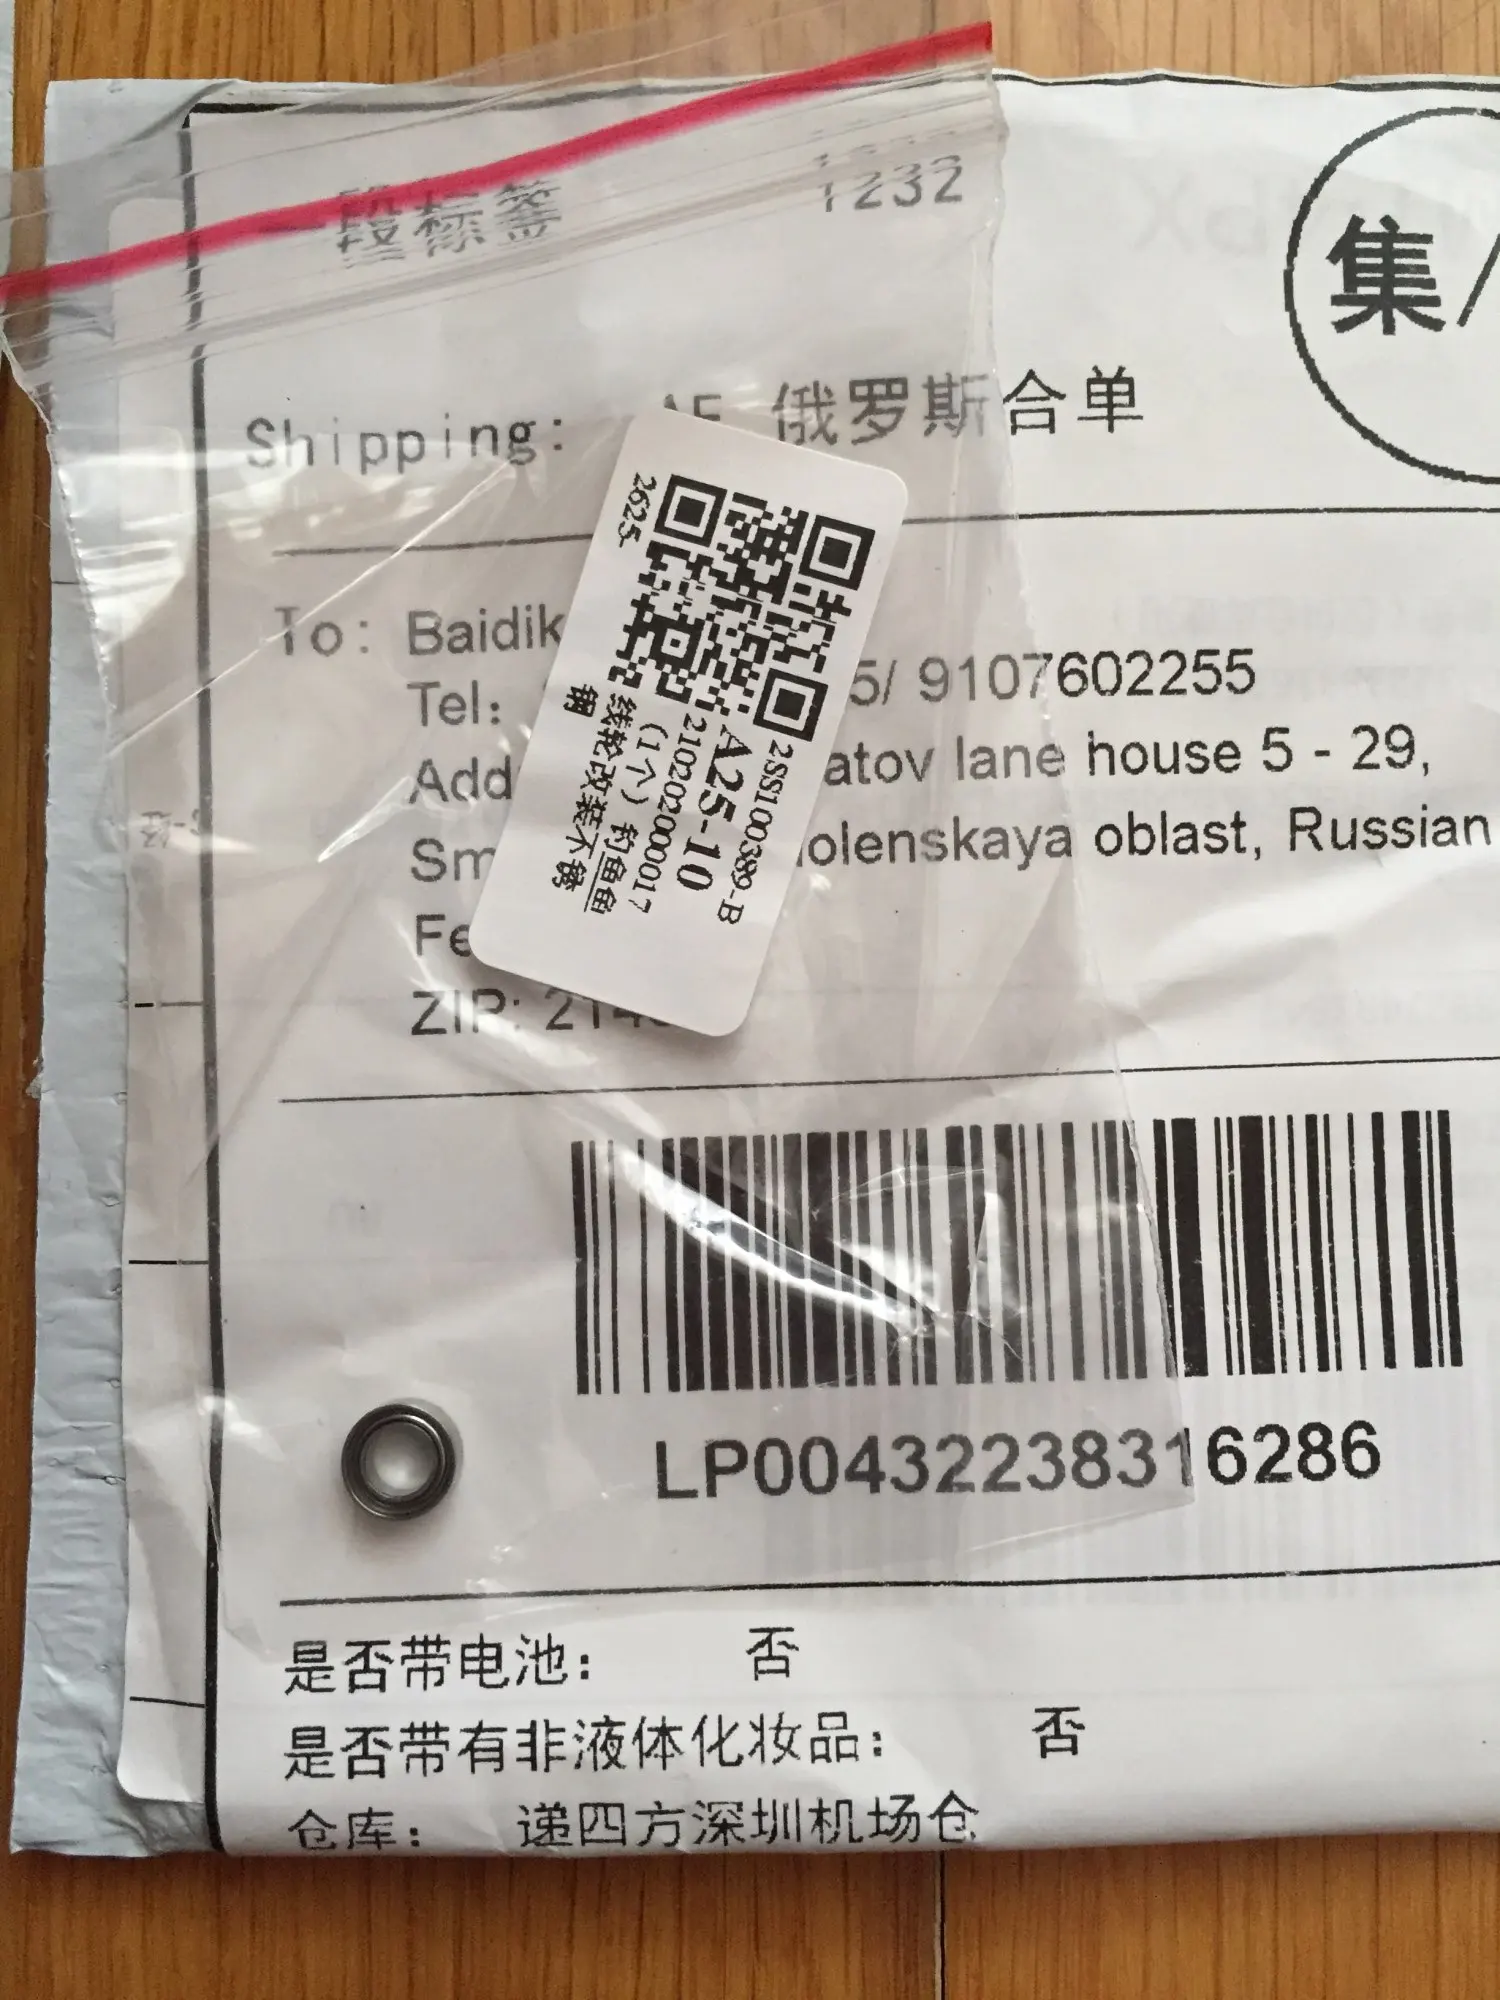 一段标签
1232
集/
Shipping: AE 俄罗斯合单
To: Baidik
Tel: 5/ 9107602255
Add atov lane house 5 - 29,
Sm olenskaya oblast, Russian
Fe
ZIP: 214
2625-
2SS100389-B
A25-10
2102020000017
(1个) 钓鱼鱼
线轮改装不锈
钢
LP00432238316286
是否带电池: 否
是否带有非液体化妆品: 否
仓库: 递四方深圳机场仓